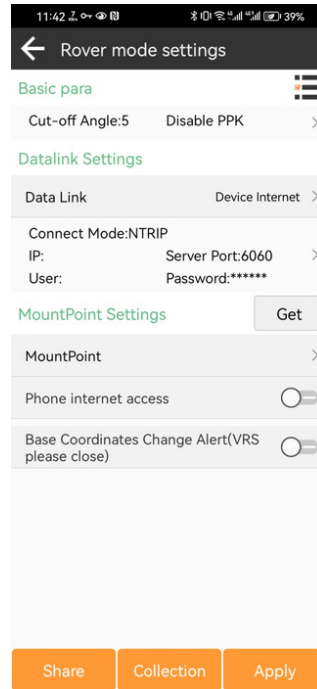 11:42 39%
Rover mode settings
Basic para
Cut-off Angle:5 Disable PPK
Datalink Settings
Data Link Device Internet
Connect Mode:NTRIP
IP: Server Port:6060
User: Password:******
MountPoint Settings Get
MountPoint
Phone internet access
Base Coordinates Change Alert(VRS
please close)
Share Collection Apply